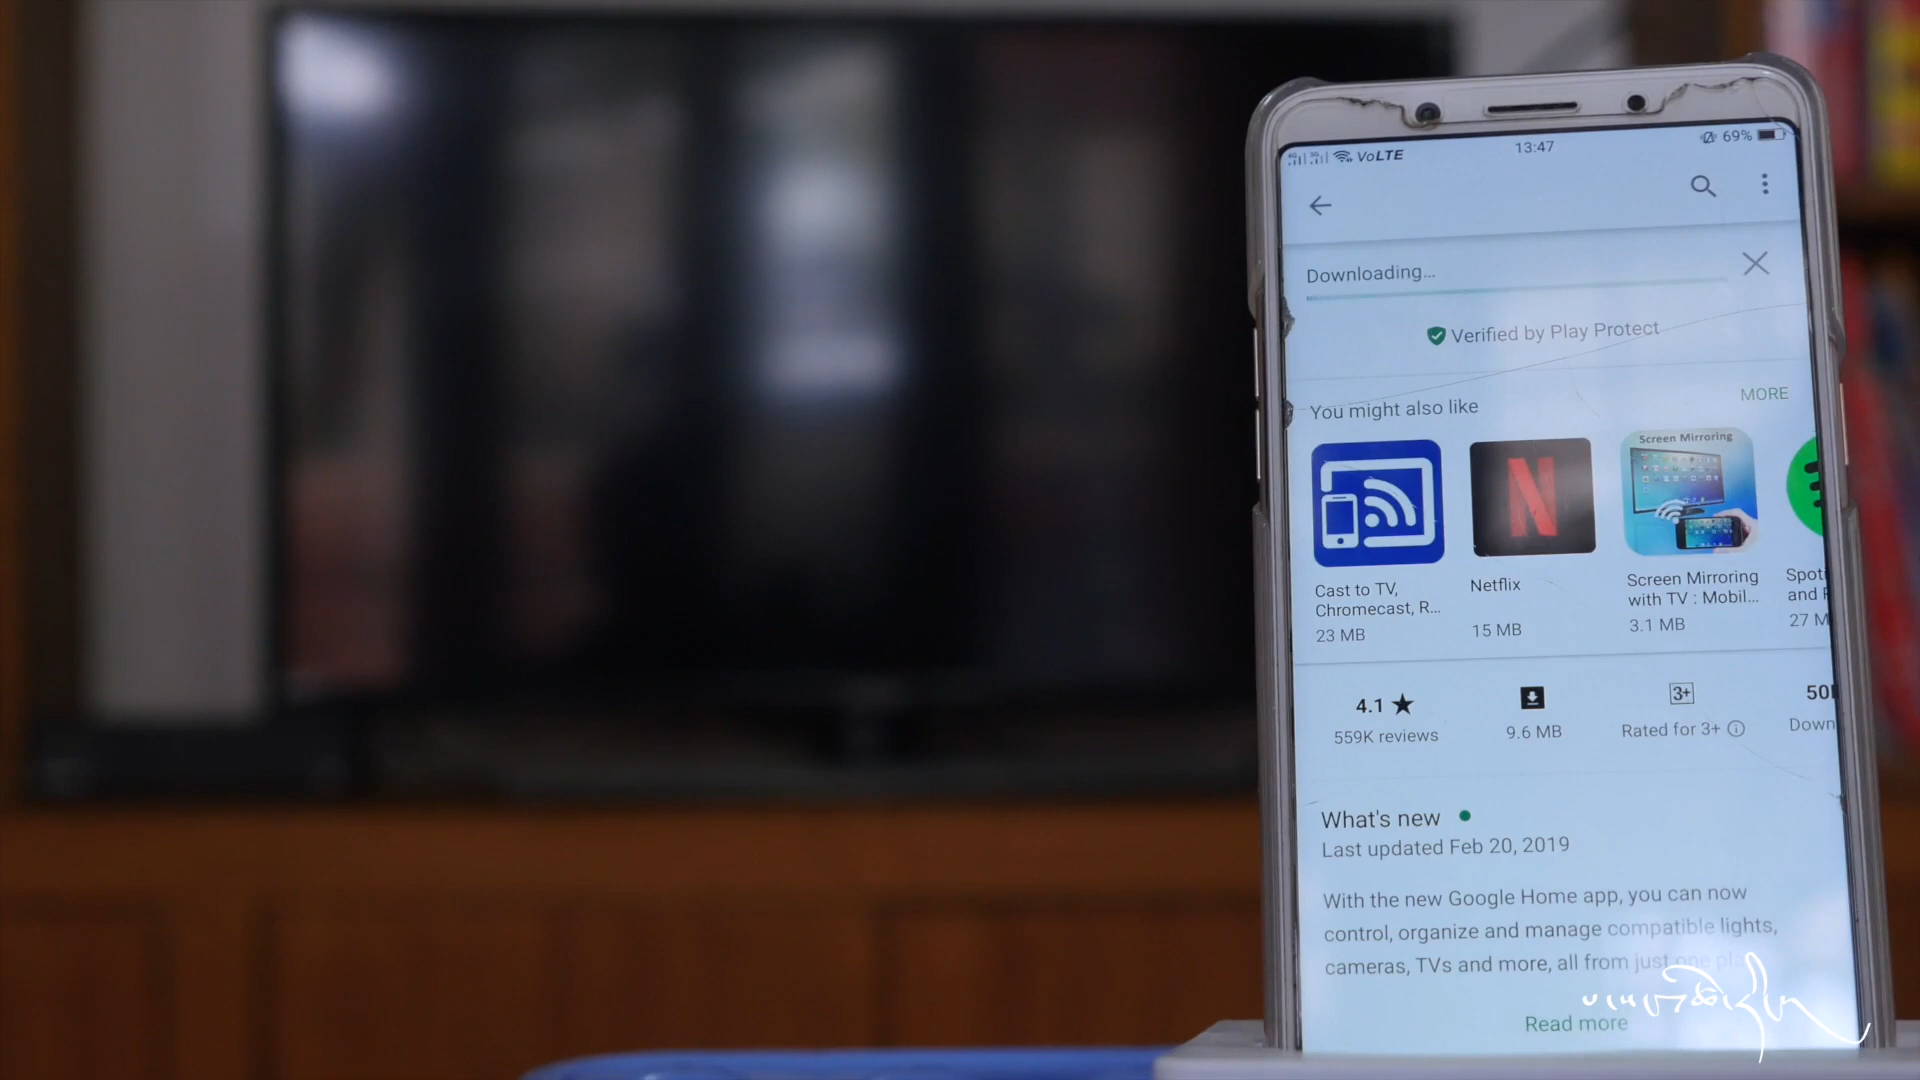 VoLTE 13:47 69%
Downloading...
Verified by Play Protect
You might also like MORE
Screen Mirroring
N
Cast to TV, Chromecast, R...
23 MB
Netflix
15 MB
Screen Mirroring with TV : Mobil...
3.1 MB
27 M
4.1 ★
559K reviews
9.6 MB
3+
Rated for 3+
Down
What's new
Last updated Feb 20, 2019
With the new Google Home app, you can now
control, organize and manage compatible lights,
cameras, TVs and more, all from just one
Read more